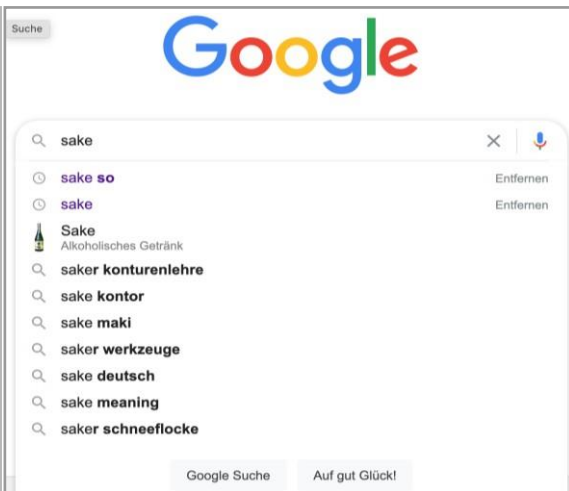 Suche
Google
sake
sake so Entfernen
sake Entfernen
Sake
Alkoholisches Getränk
saker konturenlehre
sake kontor
sake maki
saker werkzeuge
sake deutsch
sake meaning
saker schneeflocke
Google Suche Auf gut Glück!